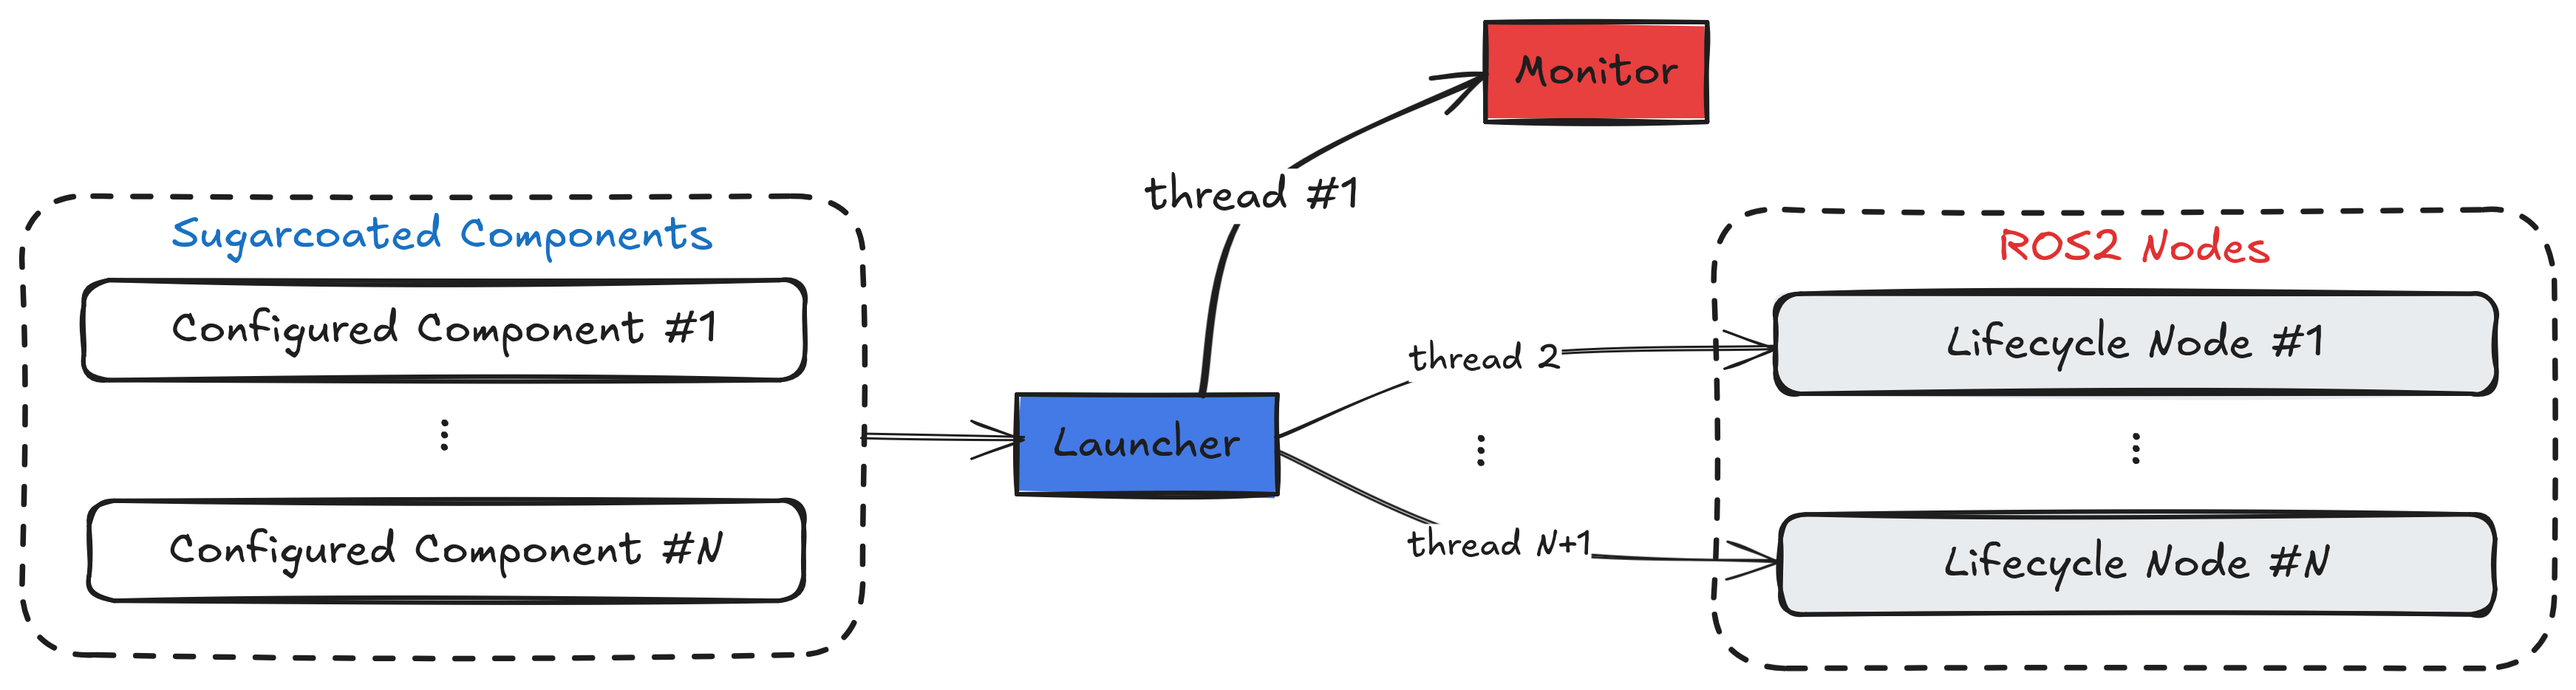 Monitor
thread #1
Sugarcoated Components
Configured Component #1
Configured Component #N
Launcher
thread 2
thread N+1
ROS2 Nodes
Lifecycle Node #1
Lifecycle Node #N